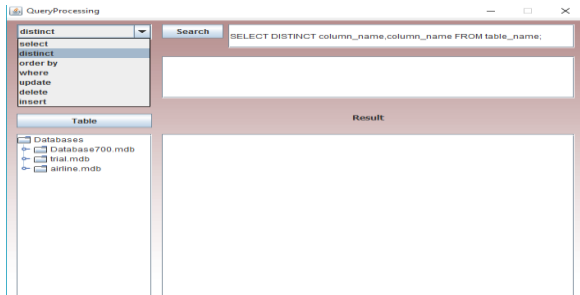 QueryProcessing
distinct
Search
SELECT DISTINCT column_name,column_name FROM table_name;
select
distinct
order by
where
update
delete
insert
Table
Result
Databases
Database700.mdb
trial.mdb
airline.mdb